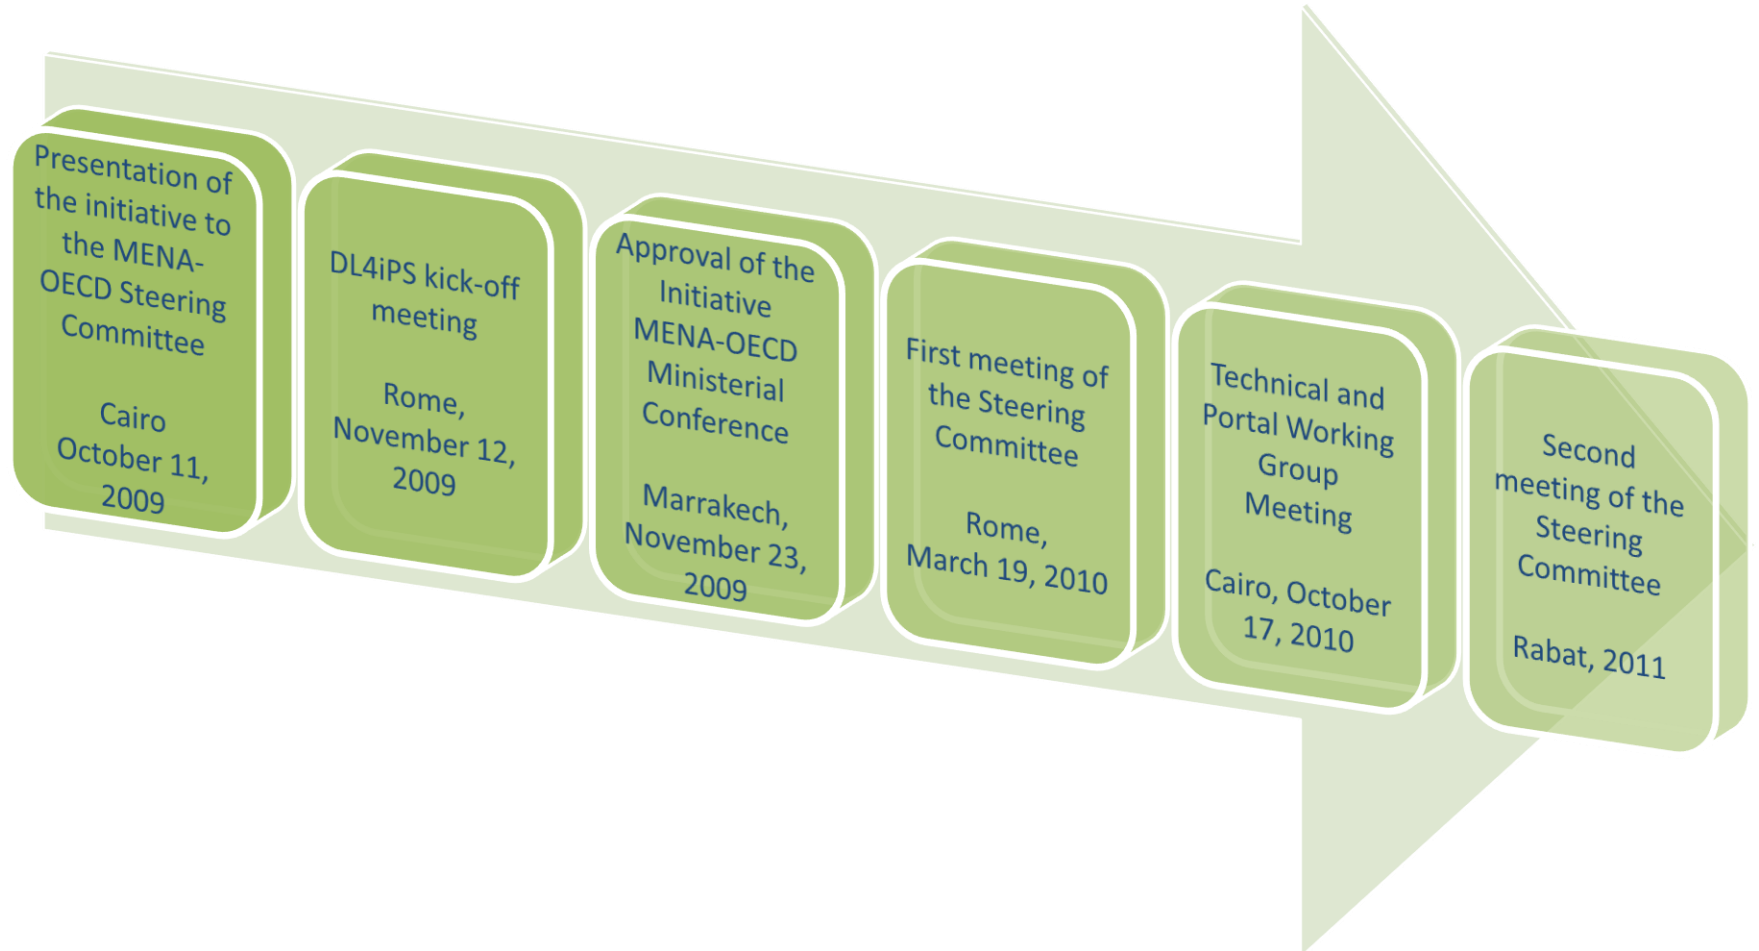 Presentation of
the initiative to
the MENA-
OECD Steering
Committee
Cairo
October 11,
2009
DL4iPS kick-off
meeting
Rome,
November 12,
2009
Approval of the
Initiative
MENA-OECD
Ministerial
Conference
Marrakech,
November 23,
2009
First meeting of
the Steering
Committee
Rome,
March 19, 2010
Technical and
Portal Working
Group
Meeting
Cairo, October
17, 2010
Second
meeting of the
Steering
Committee
Rabat, 2011